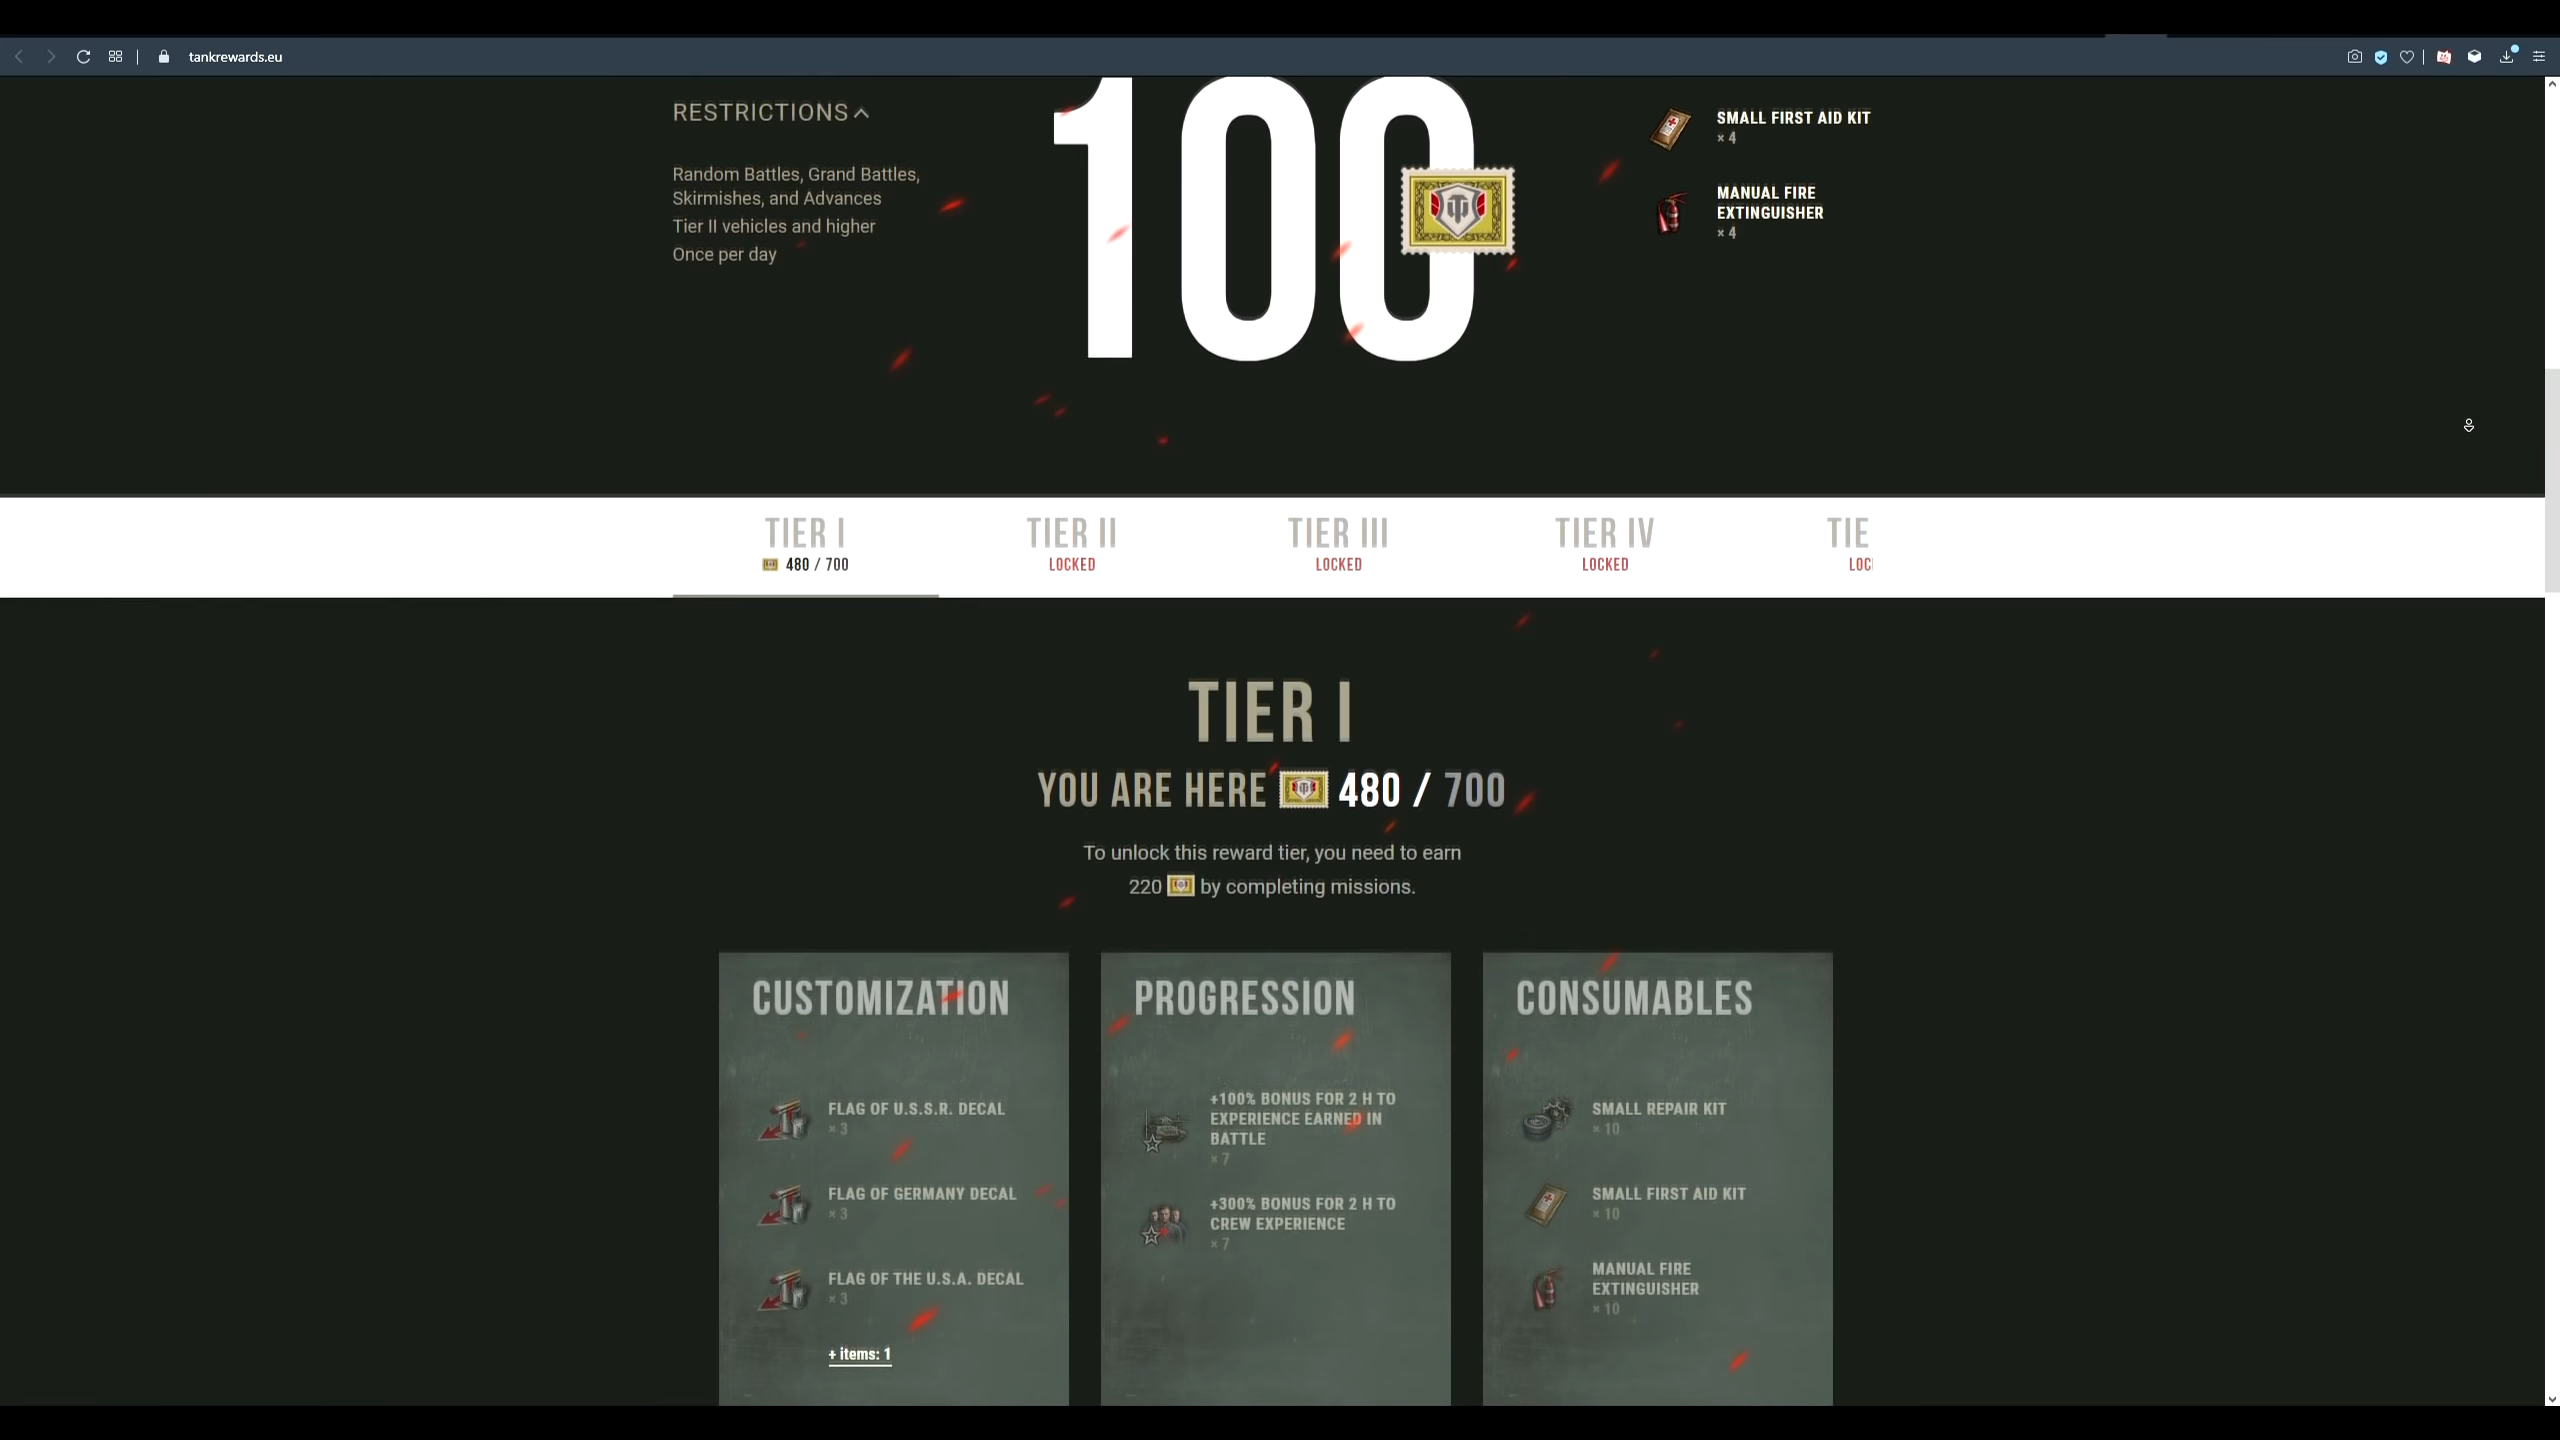 tankrewards.eu
RESTRICTIONS
Random Battles, Grand Battles,
Skirmishes, and Advances
Tier II vehicles and higher
Once per day
100
SMALL FIRST AID KIT
× 4
MANUAL FIRE
EXTINGUISHER
× 4
TIER I
480 / 700
TIER II
LOCKED
TIER III
LOCKED
TIER IV
LOCKED
TIE
LOC
TIER I
YOU ARE HERE 480 / 700
To unlock this reward tier, you need to earn
220 by completing missions.
CUSTOMIZATION
FLAG OF U.S.S.R. DECAL
× 3
FLAG OF GERMANY DECAL
× 3
FLAG OF THE U.S.A. DECAL
× 3
+ items: 1
PROGRESSION
+100% BONUS FOR 2 H TO
EXPERIENCE EARNED IN
BATTLE
× 7
+300% BONUS FOR 2 H TO
CREW EXPERIENCE
× 7
CONSUMABLES
SMALL REPAIR KIT
× 10
SMALL FIRST AID KIT
× 10
MANUAL FIRE
EXTINGUISHER
× 10